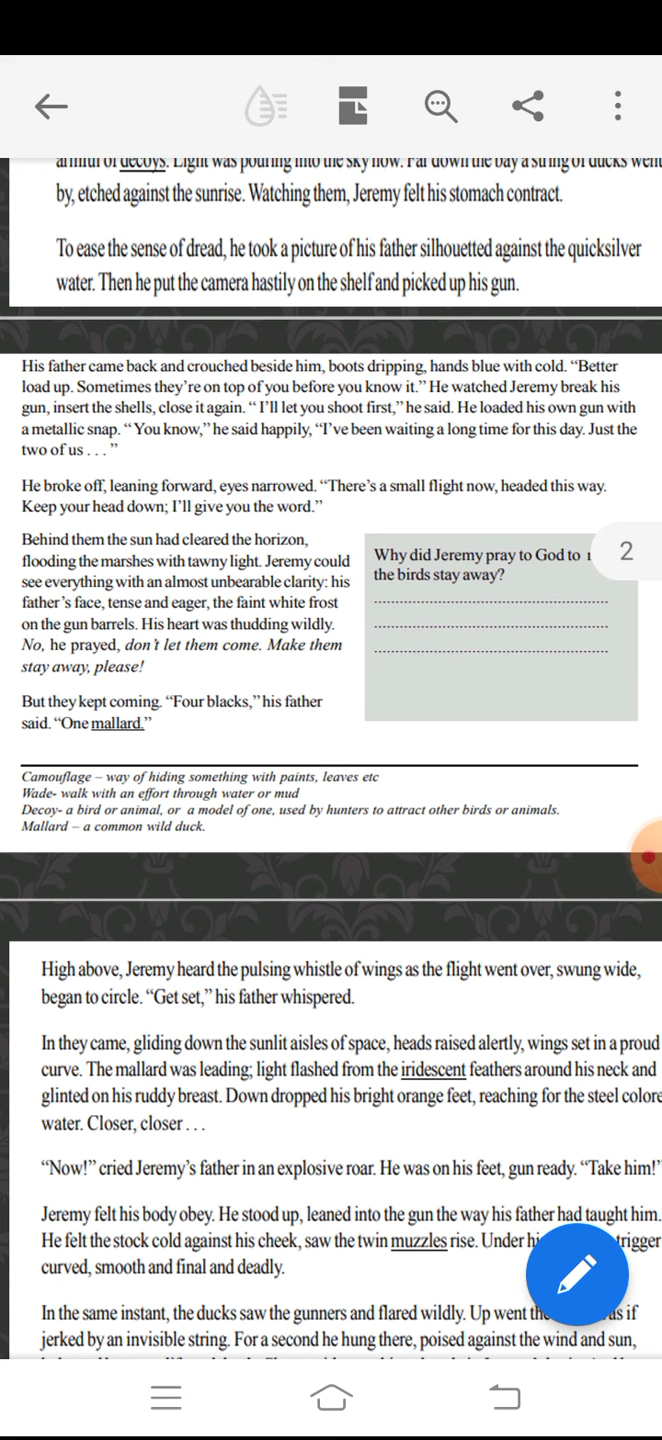 armful of decoys. Light was pouring into the sky now. Far down the bay a string of ducks went
by, etched against the sunrise. Watching them, Jeremy felt his stomach contract.
To ease the sense of dread, he took a picture of his father silhouetted against the quicksilver
water. Then he put the camera hastily on the shelf and picked up his gun.
His father came back and crouched beside him, boots dripping, hands blue with cold. “Better
load up. Sometimes they’re on top of you before you know it.” He watched Jeremy break his
gun, insert the shells, close it again. “ I’ll let you shoot first,” he said. He loaded his own gun with
a metallic snap. “ You know,” he said happily, “I’ve been waiting a long time for this day. Just the
two of us . . . ”
He broke off, leaning forward, eyes narrowed. “There’s a small flight now, headed this way.
Keep your head down; I’ll give you the word.”
Behind them the sun had cleared the horizon,
flooding the marshes with tawny light. Jeremy could
see everything with an almost unbearable clarity: his
father’s face, tense and eager, the faint white frost
on the gun barrels. His heart was thudding wildly.
No, he prayed, don’t let them come. Make them
stay away, please!
But they kept coming. “Four blacks,” his father
said. “One mallard.”
Why did Jeremy pray to God to
the birds stay away?
2
Camouflage – way of hiding something with paints, leaves etc
Wade- walk with an effort through water or mud
Decoy- a bird or animal, or a model of one, used by hunters to attract other birds or animals.
Mallard – a common wild duck.
High above, Jeremy heard the pulsing whistle of wings as the flight went over, swung wide,
began to circle. “Get set,” his father whispered.
In they came, gliding down the sunlit aisles of space, heads raised alertly, wings set in a proud
curve. The mallard was leading; light flashed from the iridescent feathers around his neck and
glinted on his ruddy breast. Down dropped his bright orange feet, reaching for the steel colore
water. Closer, closer . . .
“Now!” cried Jeremy’s father in an explosive roar. He was on his feet, gun ready. “Take him!”
Jeremy felt his body obey. He stood up, leaned into the gun the way his father had taught him.
He felt the stock cold against his cheek, saw the twin muzzles rise. Under trigger
curved, smooth and final and deadly.
In the same instant, the ducks saw the gunners and flared wildly. Up went if
jerked by an invisible string. For a second he hung there, poised against the wind and sun,